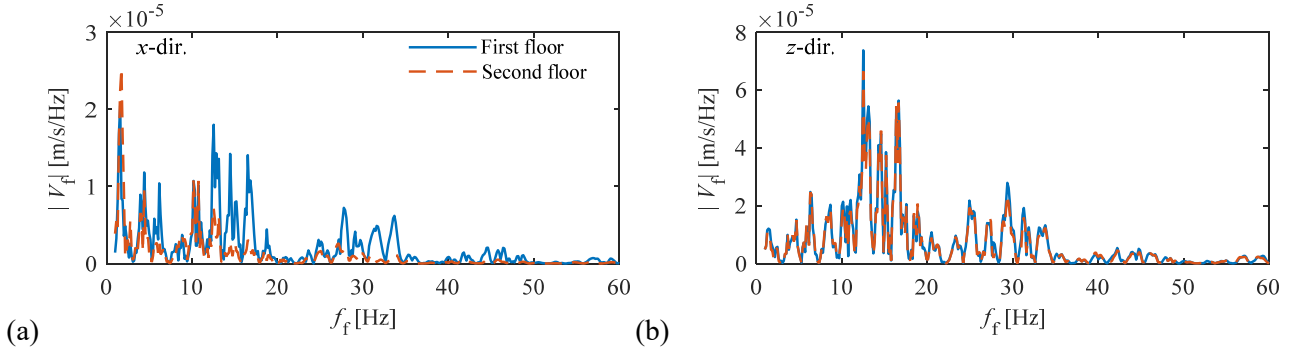 ×10⁻⁵
x-dir.
First floor
Second floor
3
2
1
0
| V_f| [m/s/Hz]
0 10 20 30 40 50 60
f_f [Hz]
(a)
×10⁻⁵
z-dir.
8
6
4
2
0
| V_f| [m/s/Hz]
0 10 20 30 40 50 60
f_f [Hz]
(b)